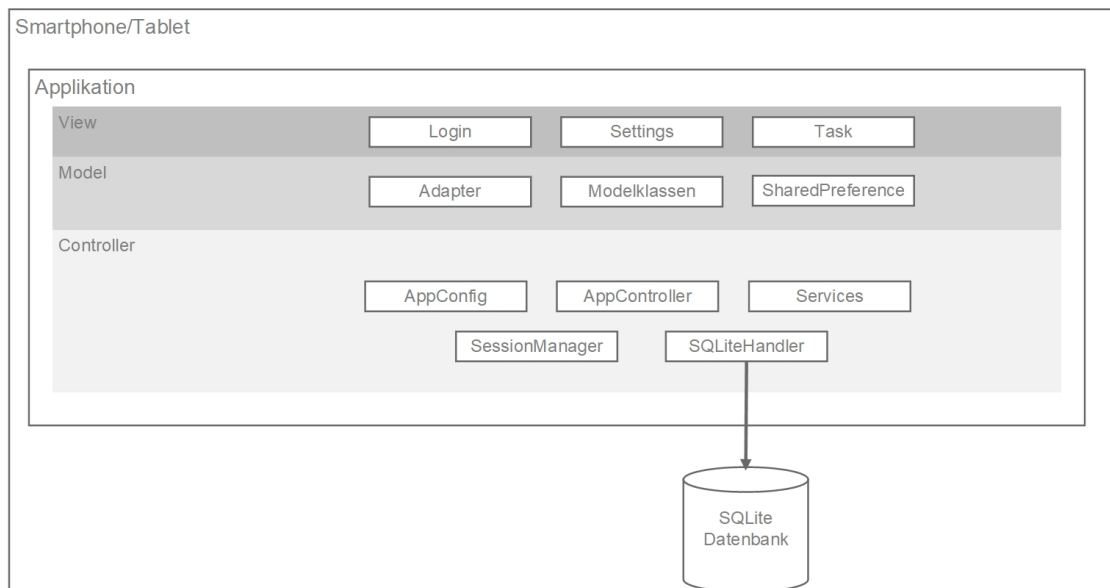 Smartphone/Tablet
Applikation
View
Login
Settings
Task
Model
Adapter
Modelklassen
SharedPreference
Controller
AppConfig
AppController
Services
SessionManager
SQLiteHandler
SQLite
Datenbank